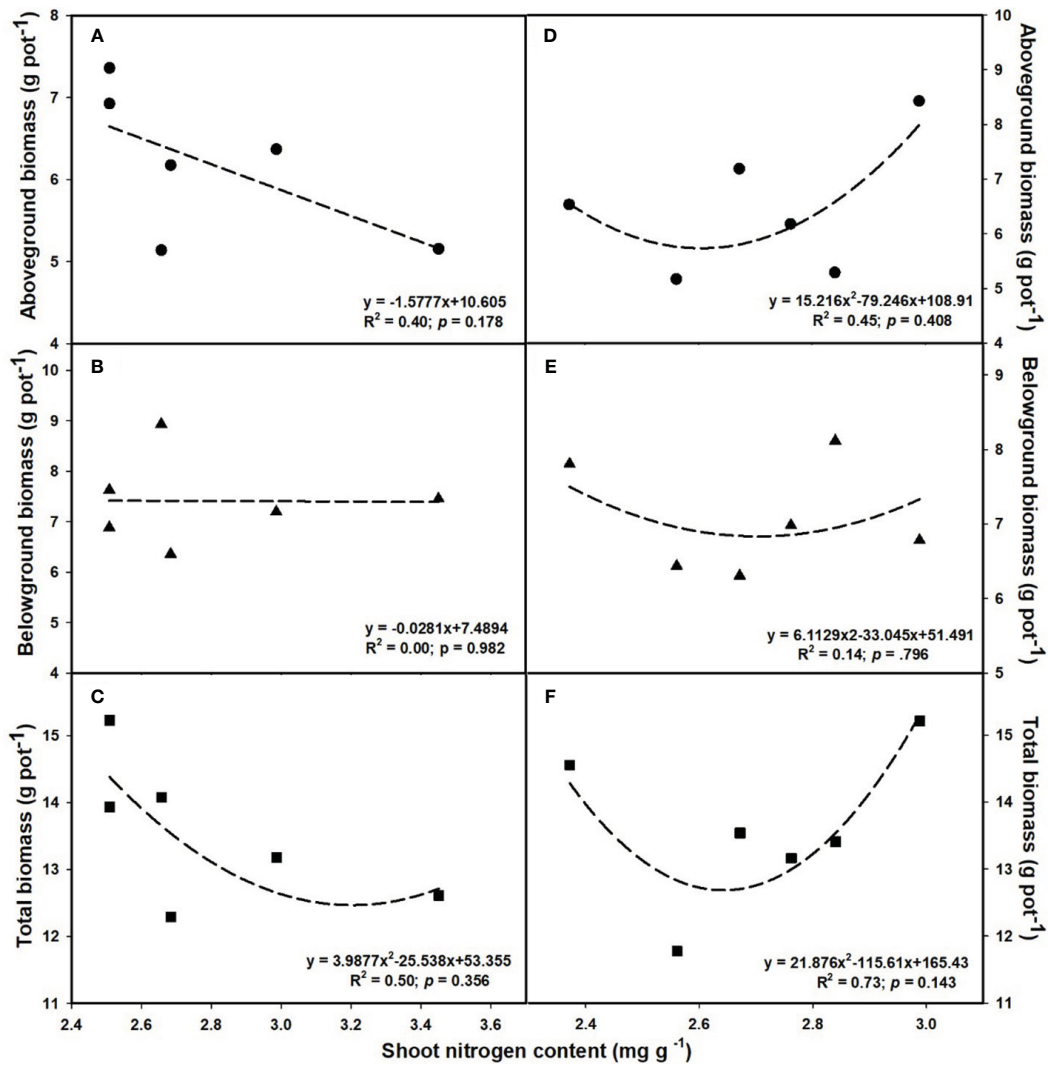 A
Aboveground biomass (g pot⁻¹)
8
7
6
5
4
y = -1.5777x+10.605
R² = 0.40; p = 0.178
D
Aboveground biomass (g pot⁻¹)
10
9
8
7
6
5
4
y = 15.216x²-79.246x+108.91
R² = 0.45; p = 0.408
B
Belowground biomass (g pot⁻¹)
10
9
8
7
6
5
4
y = -0.0281x+7.4894
R² = 0.00; p = 0.982
E
Belowground biomass (g pot⁻¹)
9
8
7
6
5
y = 6.1129x2-33.045x+51.491
R² = 0.14; p = .796
C
Total biomass (g pot⁻¹)
15
14
13
12
11
y = 3.9877x²-25.538x+53.355
R² = 0.50; p = 0.356
F
Total biomass (g pot⁻¹)
15
14
13
12
11
y = 21.876x²-115.61x+165.43
R² = 0.73; p = 0.143
2.4 2.6 2.8 3.0 3.2 3.4 3.6
2.4 2.6 2.8 3.0
Shoot nitrogen content (mg g ⁻¹)